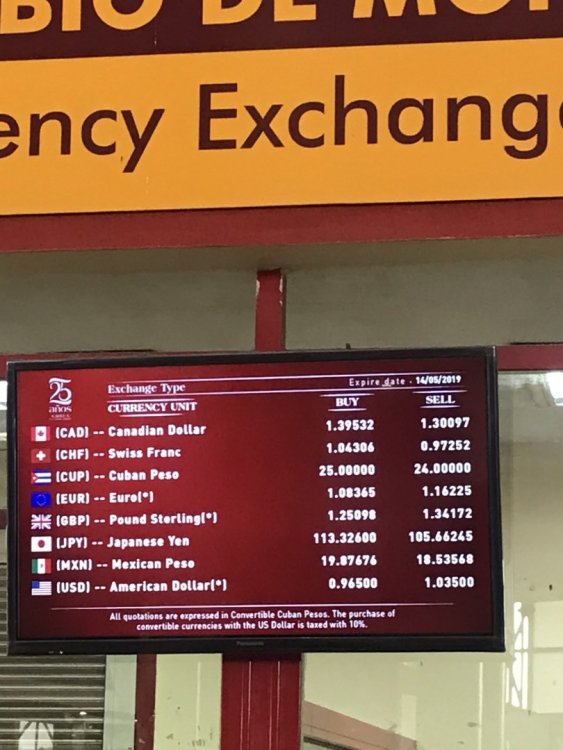 BIO DE MO
ency Exchang
25
años
Exchange Type
Expire date - 14/05/2019
CURRENCY UNIT BUY SELL
(CAD) -- Canadian Dollar 1.39532 1.30097
(CHF) -- Swiss Franc 1.04306 0.97252
(CUP) -- Cuban Peso 25.00000 24.00000
(EUR) -- Euro(*) 1.08365 1.16225
(GBP) -- Pound Sterling(*) 1.25098 1.34172
(JPY) -- Japanese Yen 113.32600 105.66245
(MXN) -- Mexican Peso 19.87676 18.53568
(USD) -- American Dollar(*) 0.96500 1.03500
All quotations are expressed in Convertible Cuban Pesos. The purchase of
convertible currencies with the US Dollar is taxed with 10%.
Panasonic